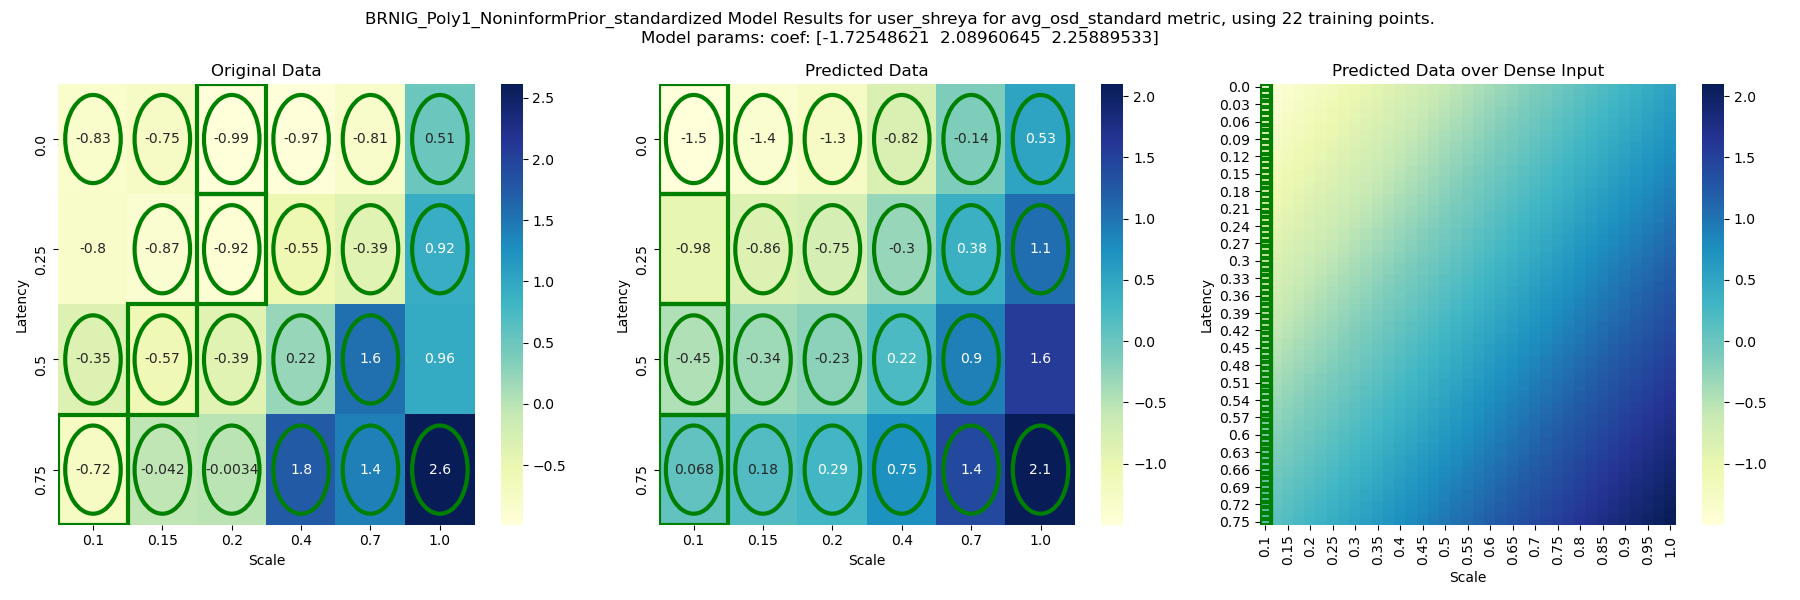 BRNIG_Poly1_NoninformPrior_standardized Model Results for user_shreya for avg_osd_standard metric, using 22 training points.
Model params: coef: [-1.72548621  2.08960645  2.25889533]
Original Data
Latency
0.0
0.25
0.5
0.75
-0.83 -0.75 -0.99 -0.97 -0.81 0.51
-0.8 -0.87 -0.92 -0.55 -0.39 0.92
-0.35 -0.57 -0.39 0.22 1.6 0.96
-0.72 -0.042 -0.0034 1.8 1.4 2.6
0.1 0.15 0.2 0.4 0.7 1.0
Scale
2.5
2.0
1.5
1.0
0.5
0.0
−0.5
Predicted Data
Latency
0.0
0.25
0.5
0.75
-1.5 -1.4 -1.3 -0.82 -0.14 0.53
-0.98 -0.86 -0.75 -0.3 0.38 1.1
-0.45 -0.34 -0.23 0.22 0.9 1.6
0.068 0.18 0.29 0.75 1.4 2.1
0.1 0.15 0.2 0.4 0.7 1.0
Scale
2.0
1.5
1.0
0.5
0.0
−0.5
−1.0
Predicted Data over Dense Input
Latency
0.0
0.03
0.06
0.09
0.12
0.15
0.18
0.21
0.24
0.27
0.3
0.33
0.36
0.39
0.42
0.45
0.48
0.51
0.54
0.57
0.6
0.63
0.66
0.69
0.72
0.75
0.1 0.15 0.2 0.25 0.3 0.35 0.4 0.45 0.5 0.55 0.6 0.65 0.7 0.75 0.8 0.85 0.9 0.95 1.0
Scale
2.0
1.5
1.0
0.5
0.0
−0.5
−1.0